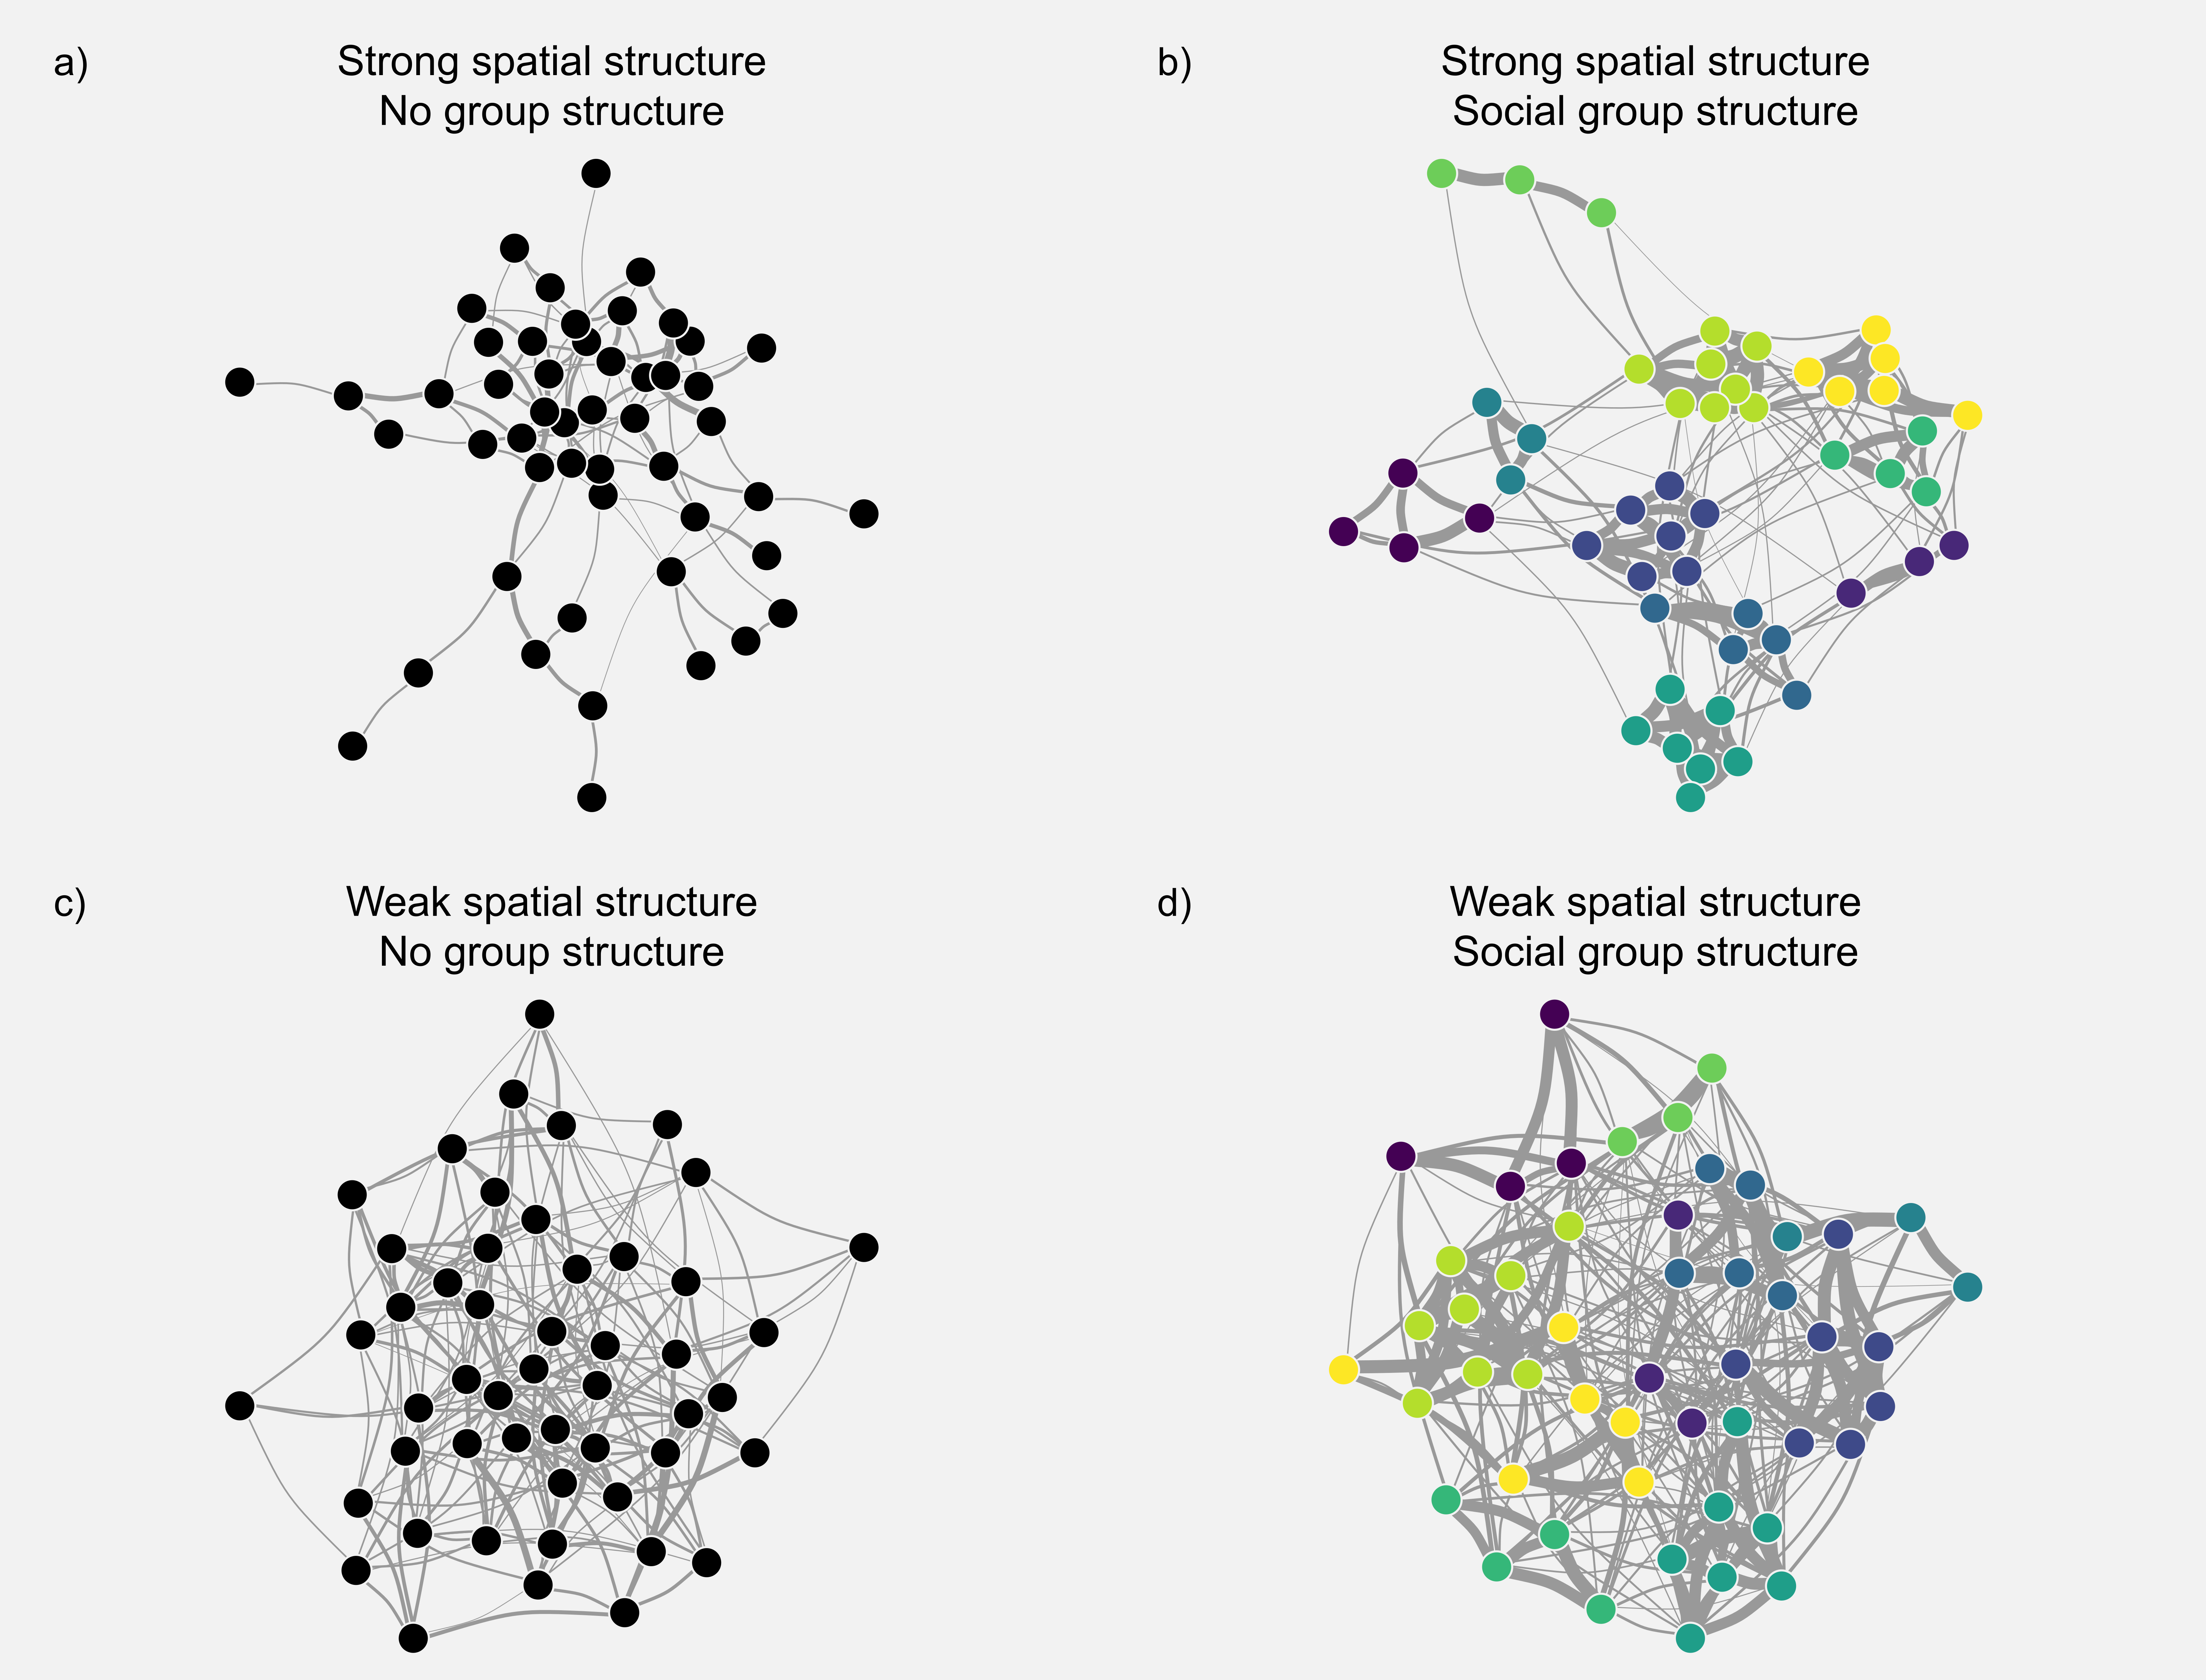 a)
Strong spatial structure
No group structure
b)
Strong spatial structure
Social group structure
c)
Weak spatial structure
No group structure
d)
Weak spatial structure
Social group structure